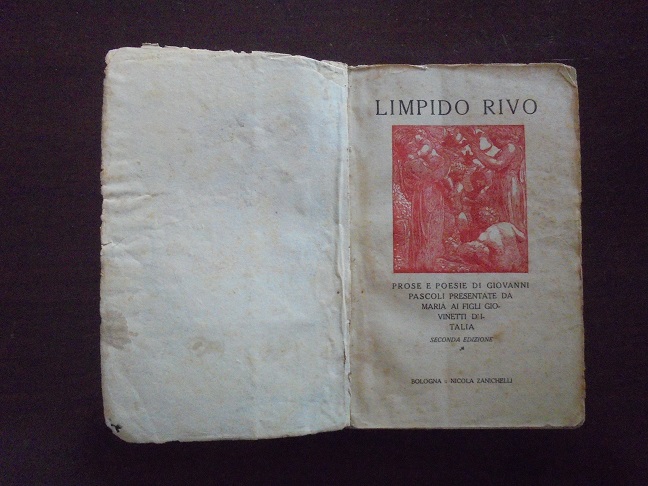 LIMPIDO RIVO
PROSE E POESIE DI GIOVANNI
PASCOLI PRESENTATE DA
MARIA AI FIGLI GIO-
VINETTI D'I-
TALIA
SECONDA EDIZIONE
BOLOGNA - NICOLA ZANICHELLI